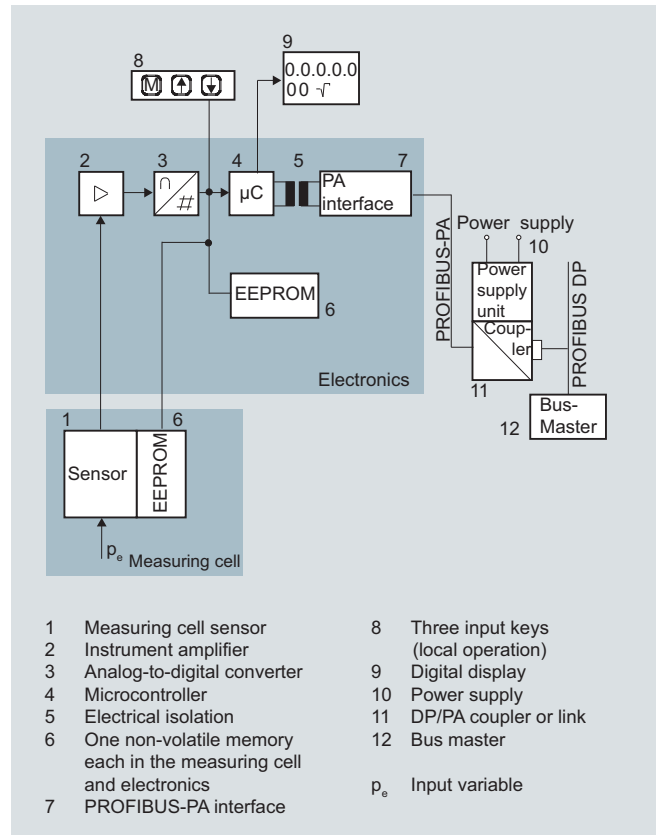 8
9
M
0.0.0.0.0
00 √
2
3
4
5
7
∩
#
µC
PA
interface
EEPROM
6
Electronics
PROFIBUS-PA
Power supply
10
Power
supply
unit
Coup-
ler
11
PROFIBUS DP
12
Bus-
Master
1
6
Sensor
EEPROM
pₑ
Measuring cell
1 Measuring cell sensor
2 Instrument amplifier
3 Analog-to-digital converter
4 Microcontroller
5 Electrical isolation
6 One non-volatile memory
each in the measuring cell
and electronics
7 PROFIBUS-PA interface
8 Three input keys
(local operation)
9 Digital display
10 Power supply
11 DP/PA coupler or link
12 Bus master
pₑ Input variable